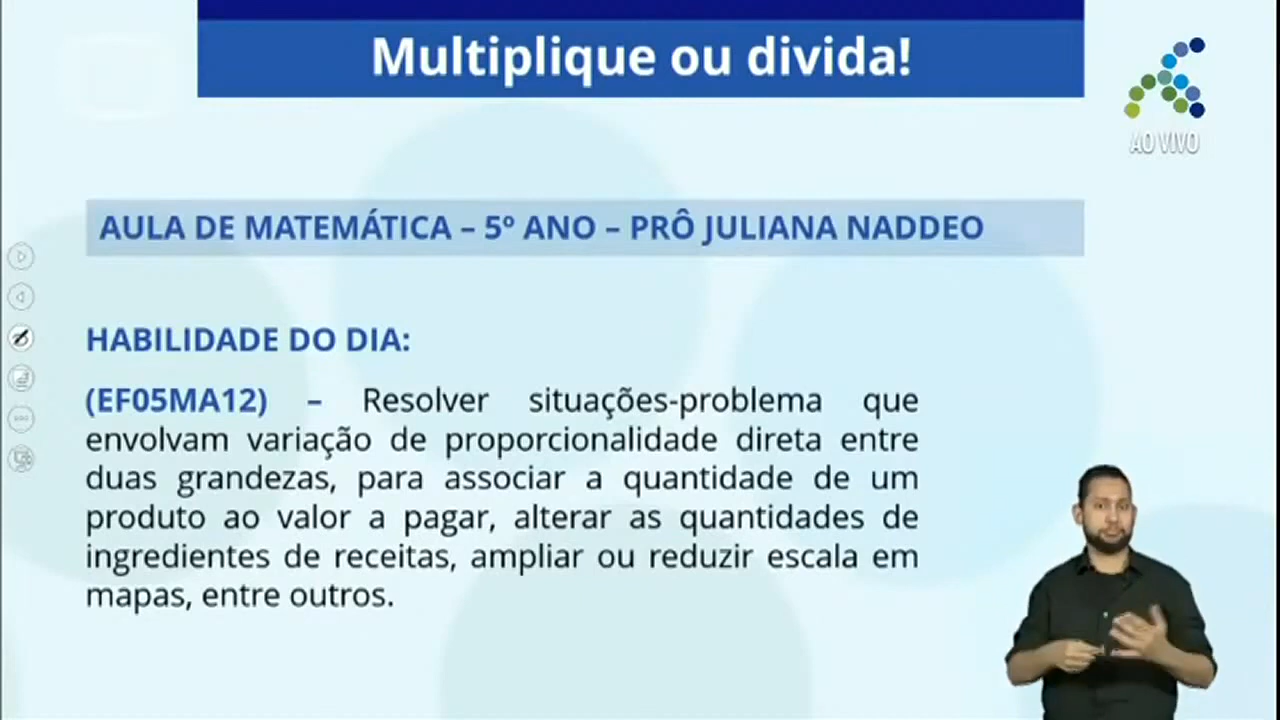 Multiplique ou divida!
AO VIVO
AULA DE MATEMÁTICA – 5º ANO – PRÔ JULIANA NADDEO
HABILIDADE DO DIA:
(EF05MA12) – Resolver situações-problema que
envolvam variação de proporcionalidade direta entre
duas grandezas, para associar a quantidade de um
produto ao valor a pagar, alterar as quantidades de
ingredientes de receitas, ampliar ou reduzir escala em
mapas, entre outros.